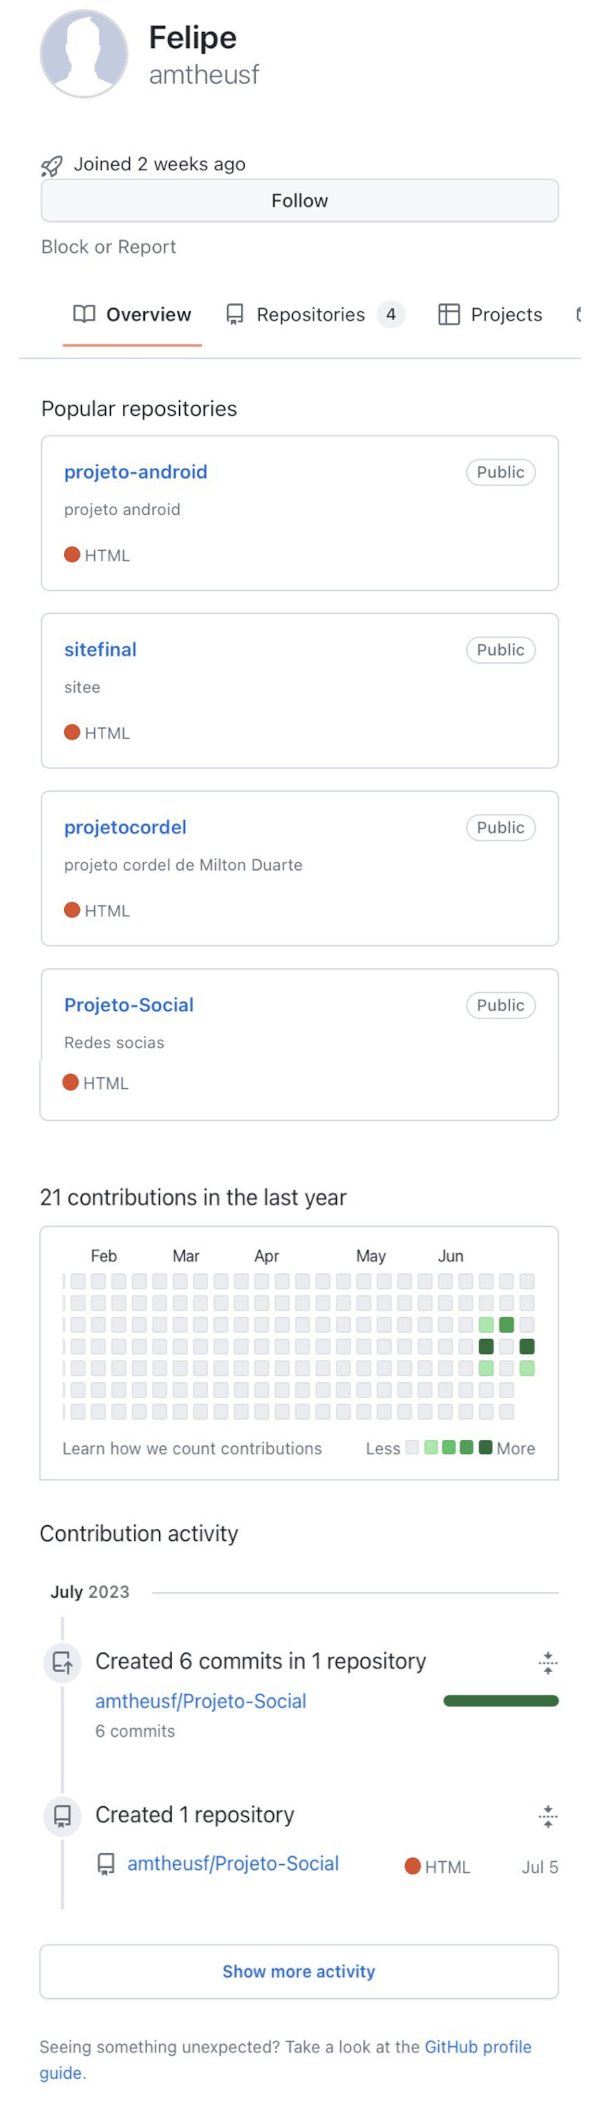 Felipe
amtheusf
Joined 2 weeks ago
Follow
Block or Report
Overview Repositories 4 Projects
Popular repositories
projeto-android Public
projeto android
HTML
sitefinal Public
sitee
HTML
projetocordel Public
projeto cordel de Milton Duarte
HTML
Projeto-Social Public
Redes socias
HTML
21 contributions in the last year
Feb Mar Apr May Jun
Learn how we count contributions Less More
Contribution activity
July 2023
Created 6 commits in 1 repository
amtheusf/Projeto-Social
6 commits
Created 1 repository
amtheusf/Projeto-Social HTML Jul 5
Show more activity
Seeing something unexpected? Take a look at the GitHub profile
guide.